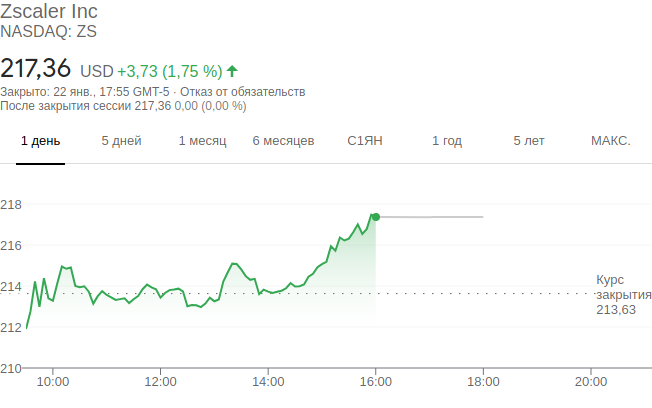 Zscaler Inc
NASDAQ: ZS
217,36 USD +3,73 (1,75 %)
Закрыто: 22 янв., 17:55 GMT-5 · Отказ от обязательств
После закрытия сессии 217,36 0,00 (0,00 %)
1 день 5 дней 1 месяц 6 месяцев С1ЯН 1 год 5 лет МАКС.
218
216
214
212
210
Курс
закрытия
213,63
10:00 12:00 14:00 16:00 18:00 20:00